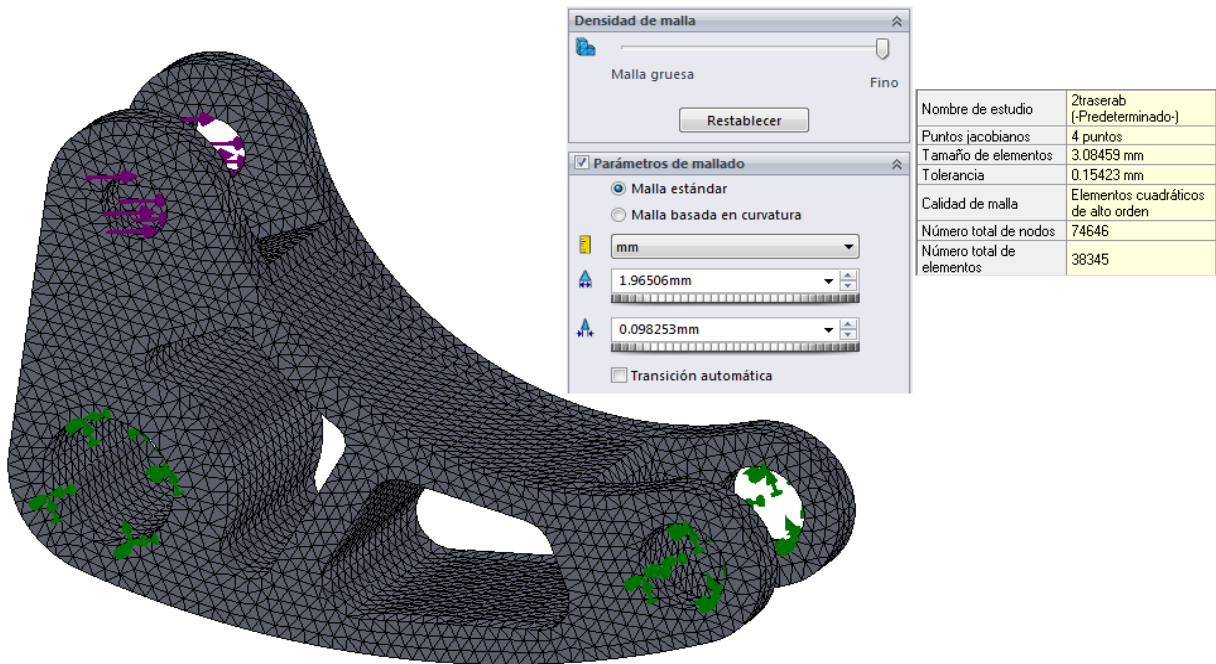 Densidad de malla
Malla gruesa
Fino
Restablecer
Parámetros de mallado
Malla estándar
Malla basada en curvatura
mm
1.96506mm
0.098253mm
Transición automática
Nombre de estudio 2traserab
(-Predeterminado-)
Puntos jacobianos 4 puntos
Tamaño de elementos 3.08459 mm
Tolerancia 0.15423 mm
Calidad de malla Elementos cuadráticos
de alto orden
Número total de nodos 74646
Número total de
elementos 38345